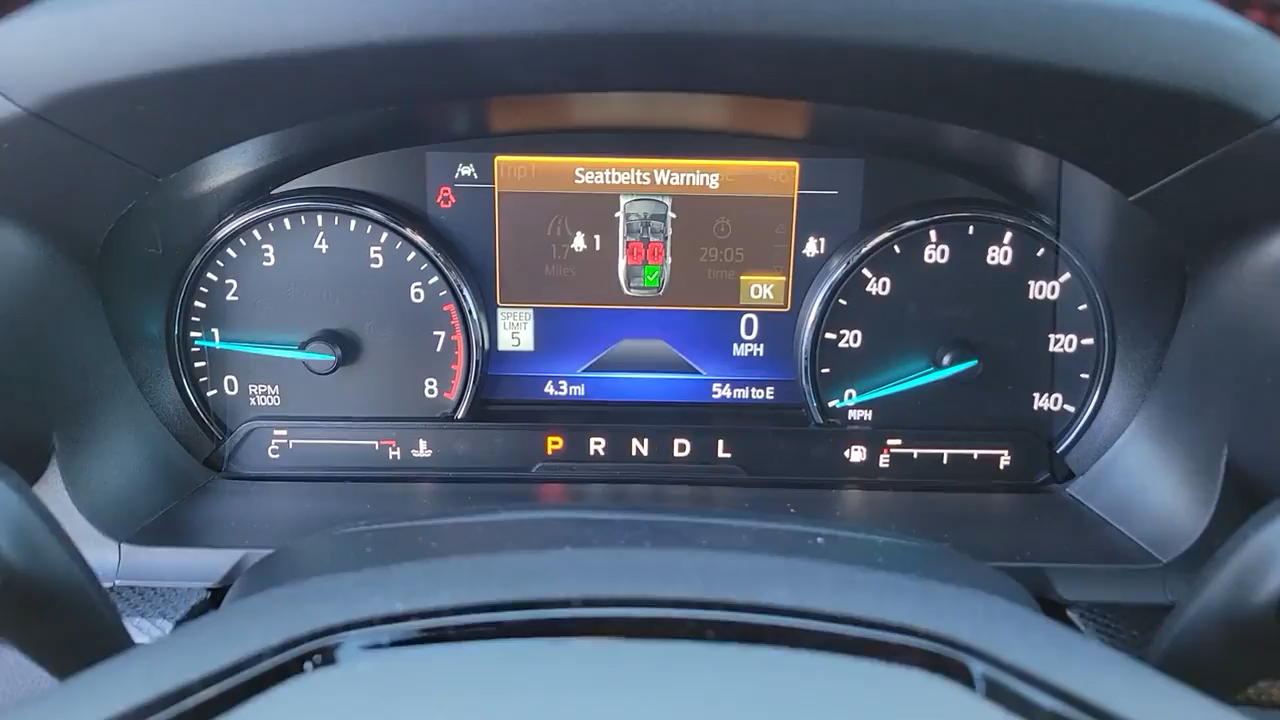 Trip 1
Seatbelts Warning
1
1
1.7
Miles
29:05
time
OK
SPEED
LIMIT
5
0
MPH
4.3 mi
54 mi to E
0
1
2
3
4
5
6
7
8
RPM
x1000
0
20
40
60
80
100
120
140
MPH
C
H
P R N D L
E
F